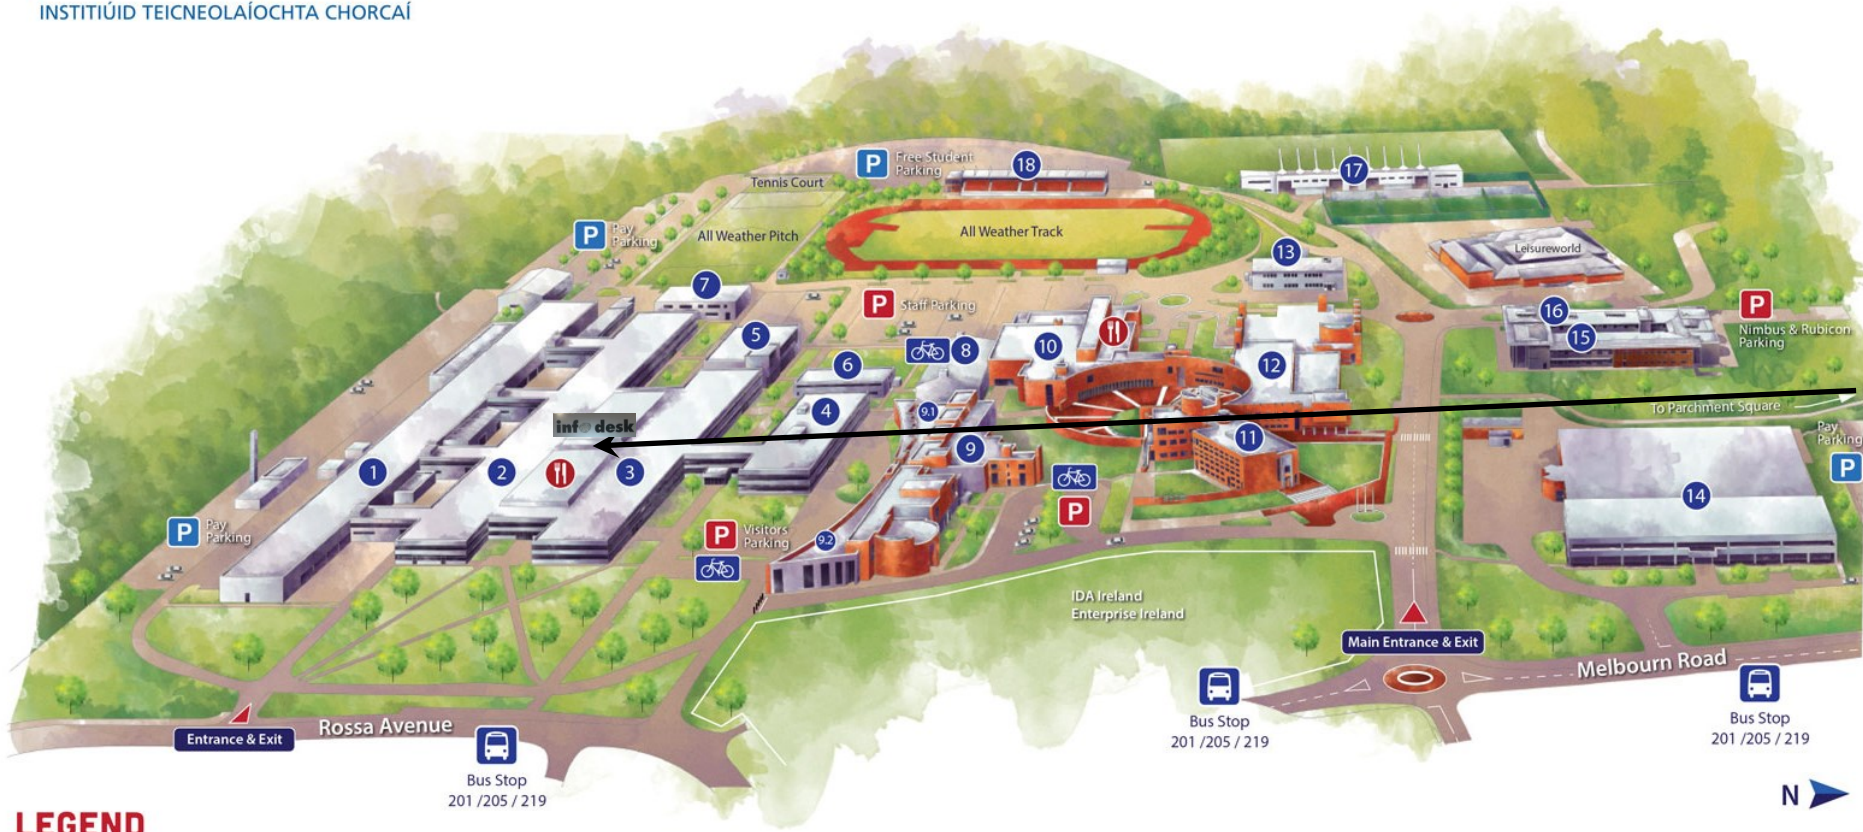 INSTITIÚID TEICNEOLAÍOCHTA CHORCAÍ
P
Free Student
Parking
18
17
Tennis Court
P
Pay
Parking
All Weather Pitch
All Weather Track
13
Leisureworld
7
P
Staff Parking
16
15
P
Nimbus & Rubicon
Parking
5
6
8
10
12
4
9.1
To Parchment Square
info desk
11
9
1
2
3
Pay
Parking
P
14
P
Pay
Parking
P
Visitors
Parking
P
9.2
IDA Ireland
Enterprise Ireland
Main Entrance & Exit
Melbourn Road
Bus Stop
201 /205 / 219
Bus Stop
201 /205 / 219
Entrance & Exit
Rossa Avenue
Bus Stop
201 /205 / 219
N
LEGEND